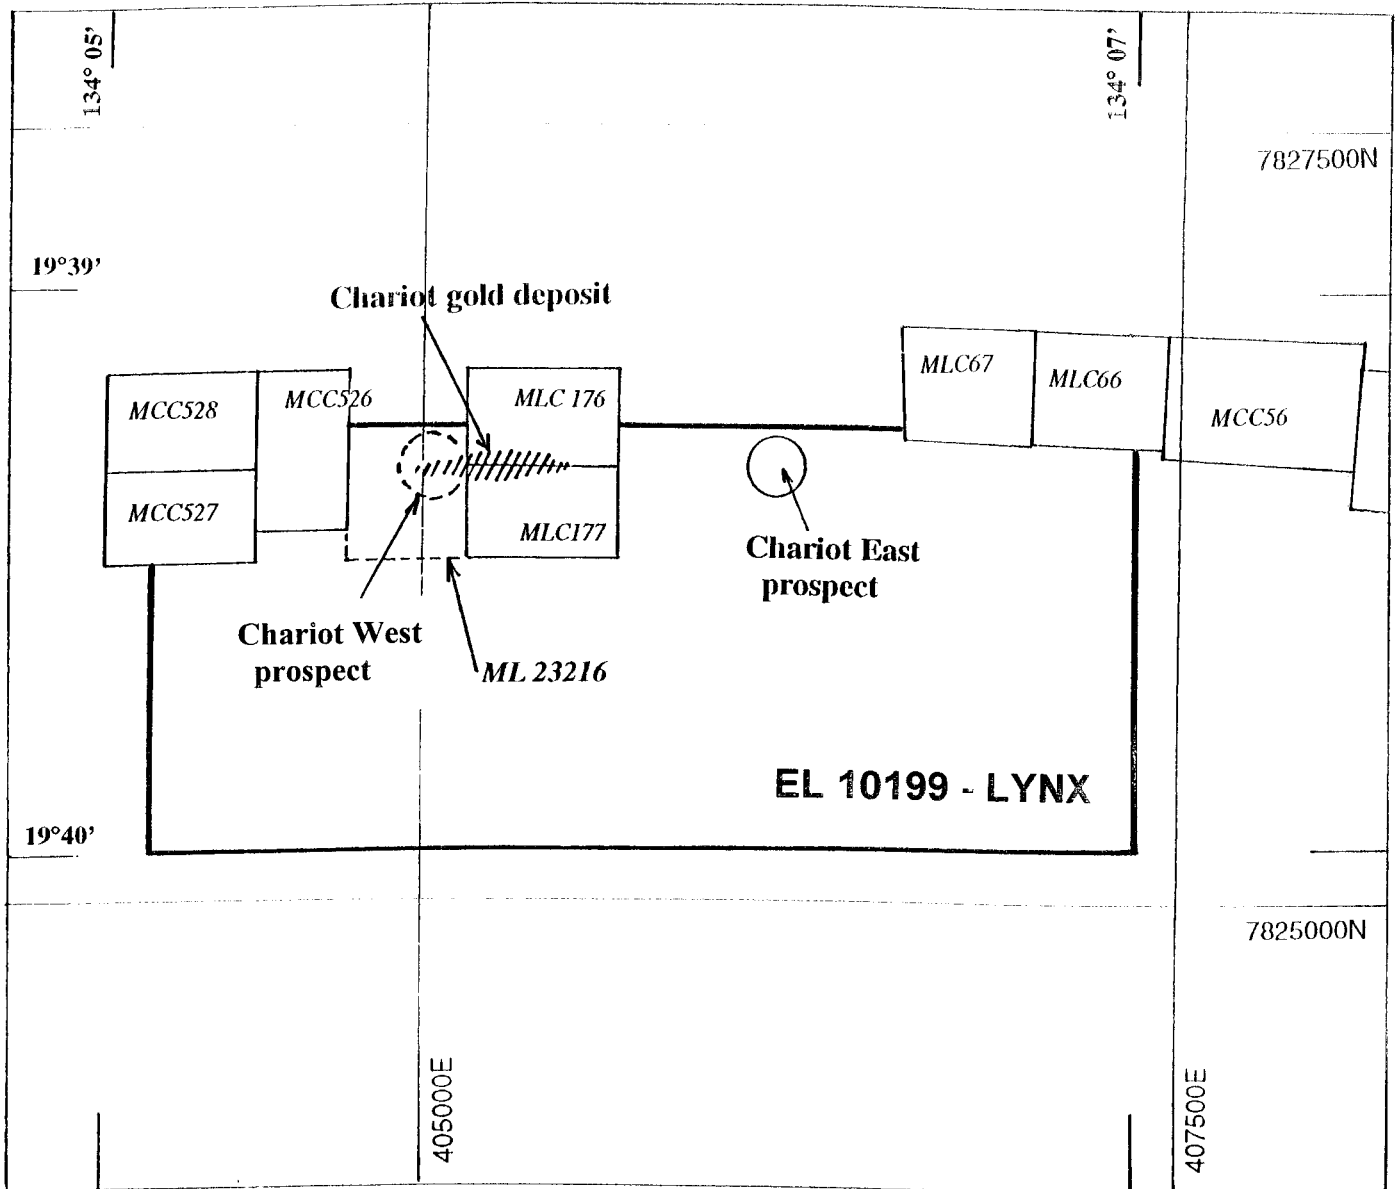 134° 05'
134° 07'
7827500N
19°39'
Chariot gold deposit
MLC67
MLC66
MCC56
MCC528
MCC526
MLC 176
MCC527
MLC177
Chariot East
prospect
Chariot West
prospect
ML 23216
EL 10199 - LYNX
19°40'
7825000N
405000E
407500E